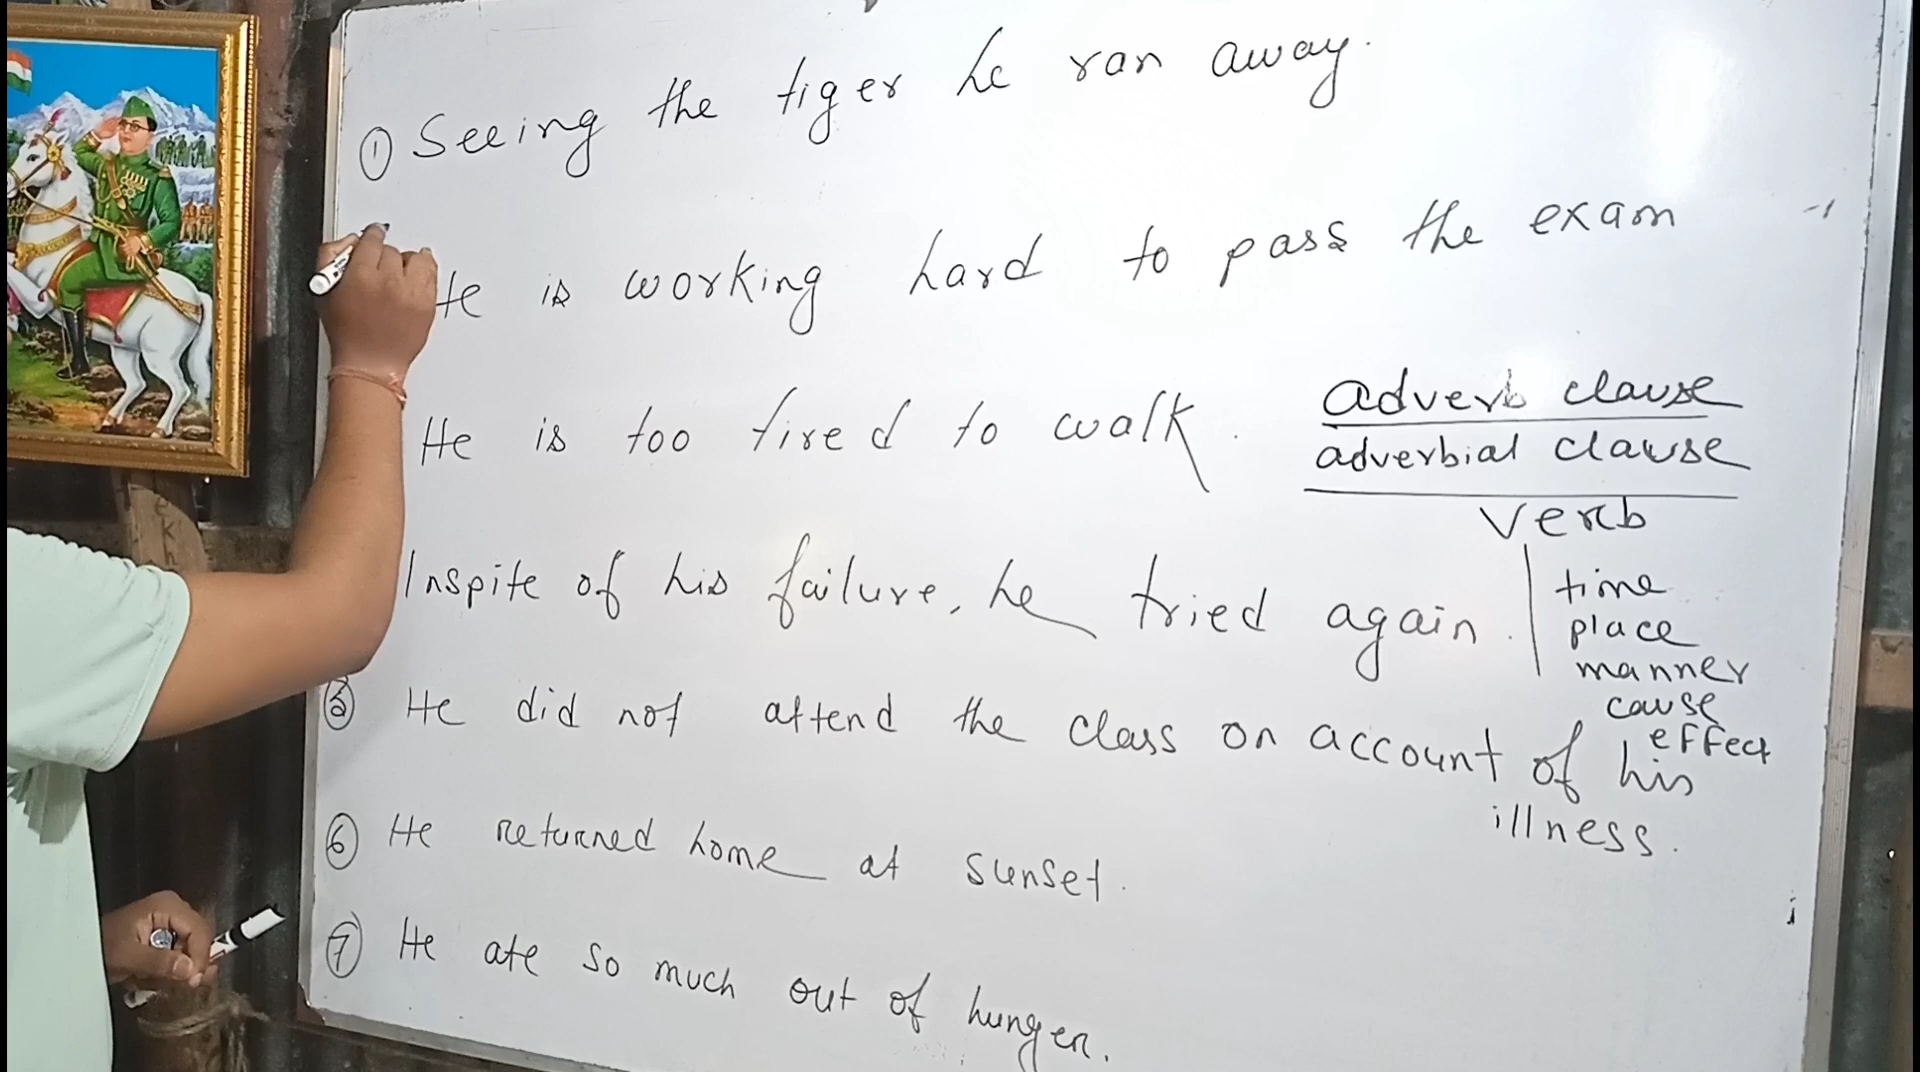 ① Seeing the tiger he ran away.
He is working hard to pass the exam
He is too tired to walk.
adverb clause
adverbial clause
verb
Inspite of his failure, he tried again.
time
place
manner
cause
effect
⑤ He did not attend the class on account of his
illness.
⑥ He returned home at sunset.
⑦ He ate so much out of hunger.